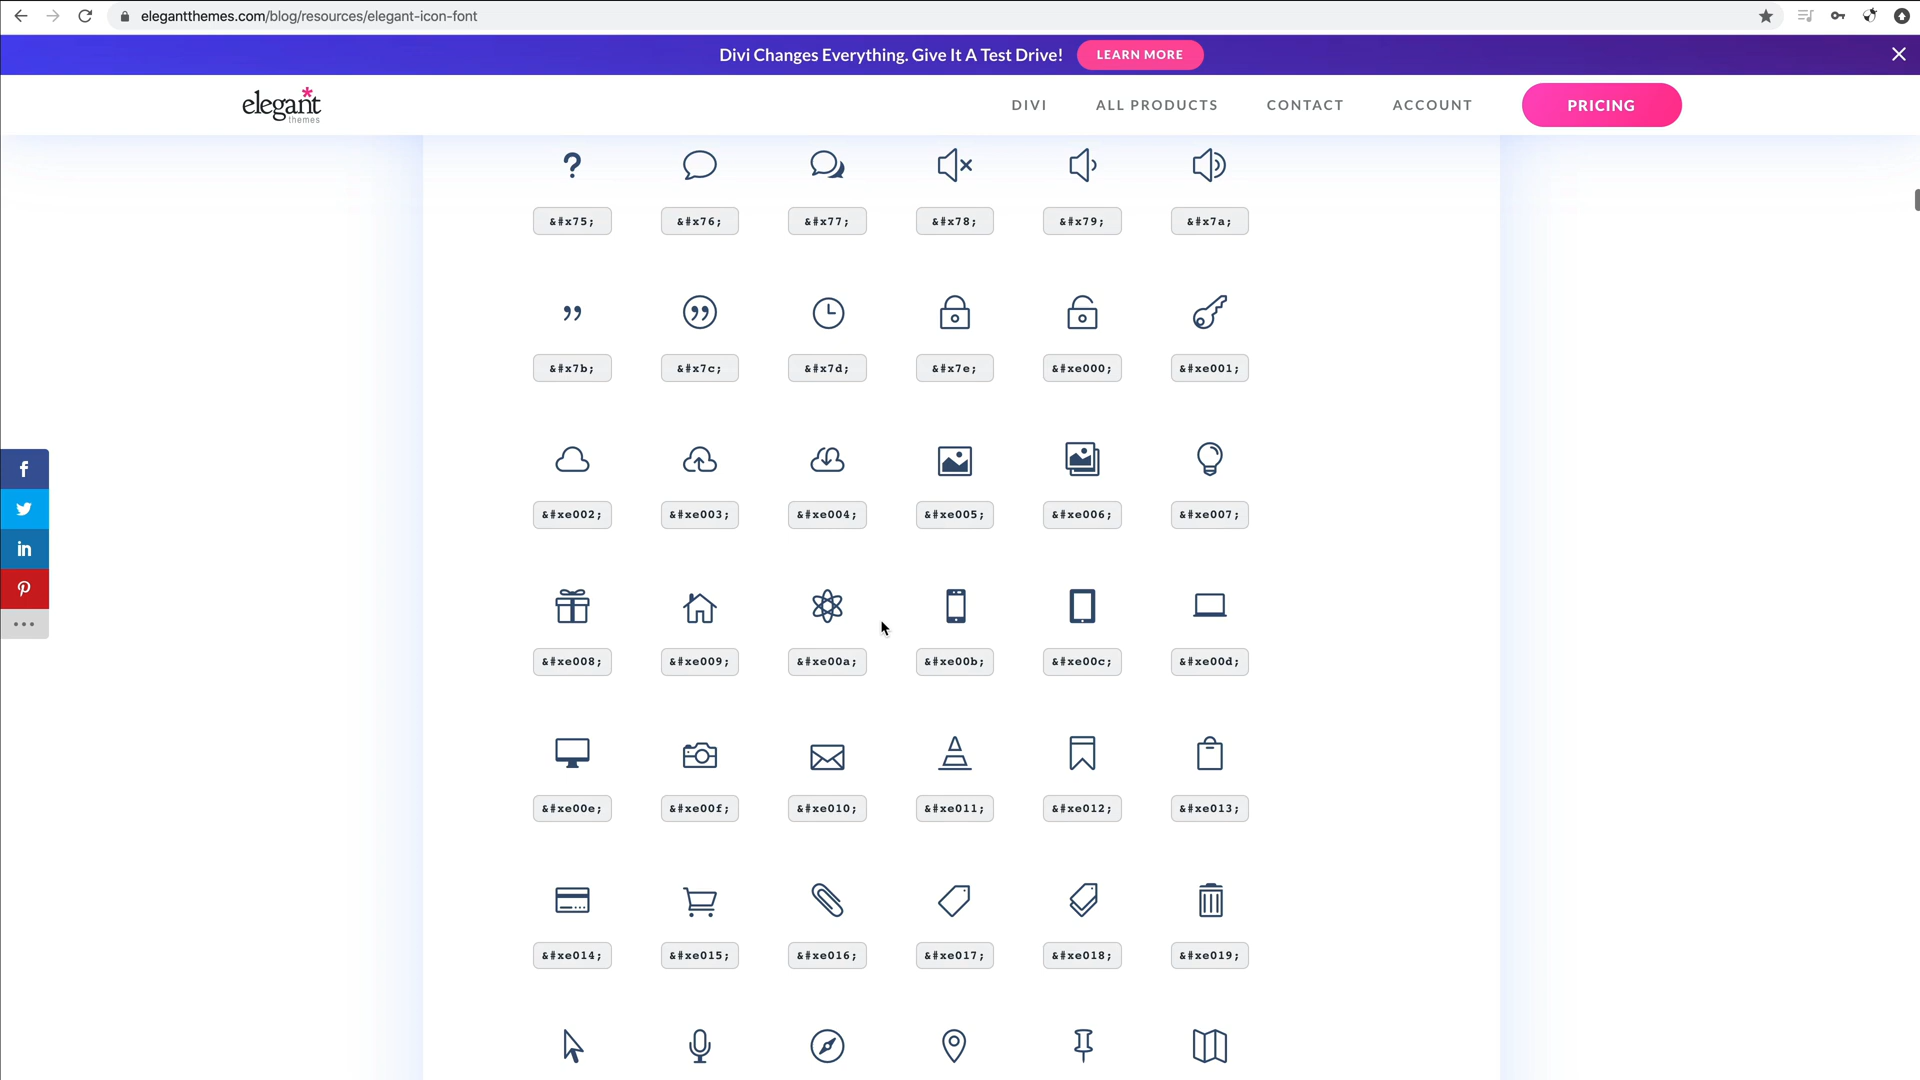 elegantthemes.com/blog/resources/elegant-icon-font
Divi Changes Everything. Give It A Test Drive! LEARN MORE
elegant themes
DIVI ALL PRODUCTS CONTACT ACCOUNT PRICING
&#x75; &#x76; &#x77; &#x78; &#x79; &#x7a;
&#x7b; &#x7c; &#x7d; &#x7e; &#xe000; &#xe001;
&#xe002; &#xe003; &#xe004; &#xe005; &#xe006; &#xe007;
&#xe008; &#xe009; &#xe00a; &#xe00b; &#xe00c; &#xe00d;
&#xe00e; &#xe00f; &#xe010; &#xe011; &#xe012; &#xe013;
&#xe014; &#xe015; &#xe016; &#xe017; &#xe018; &#xe019;